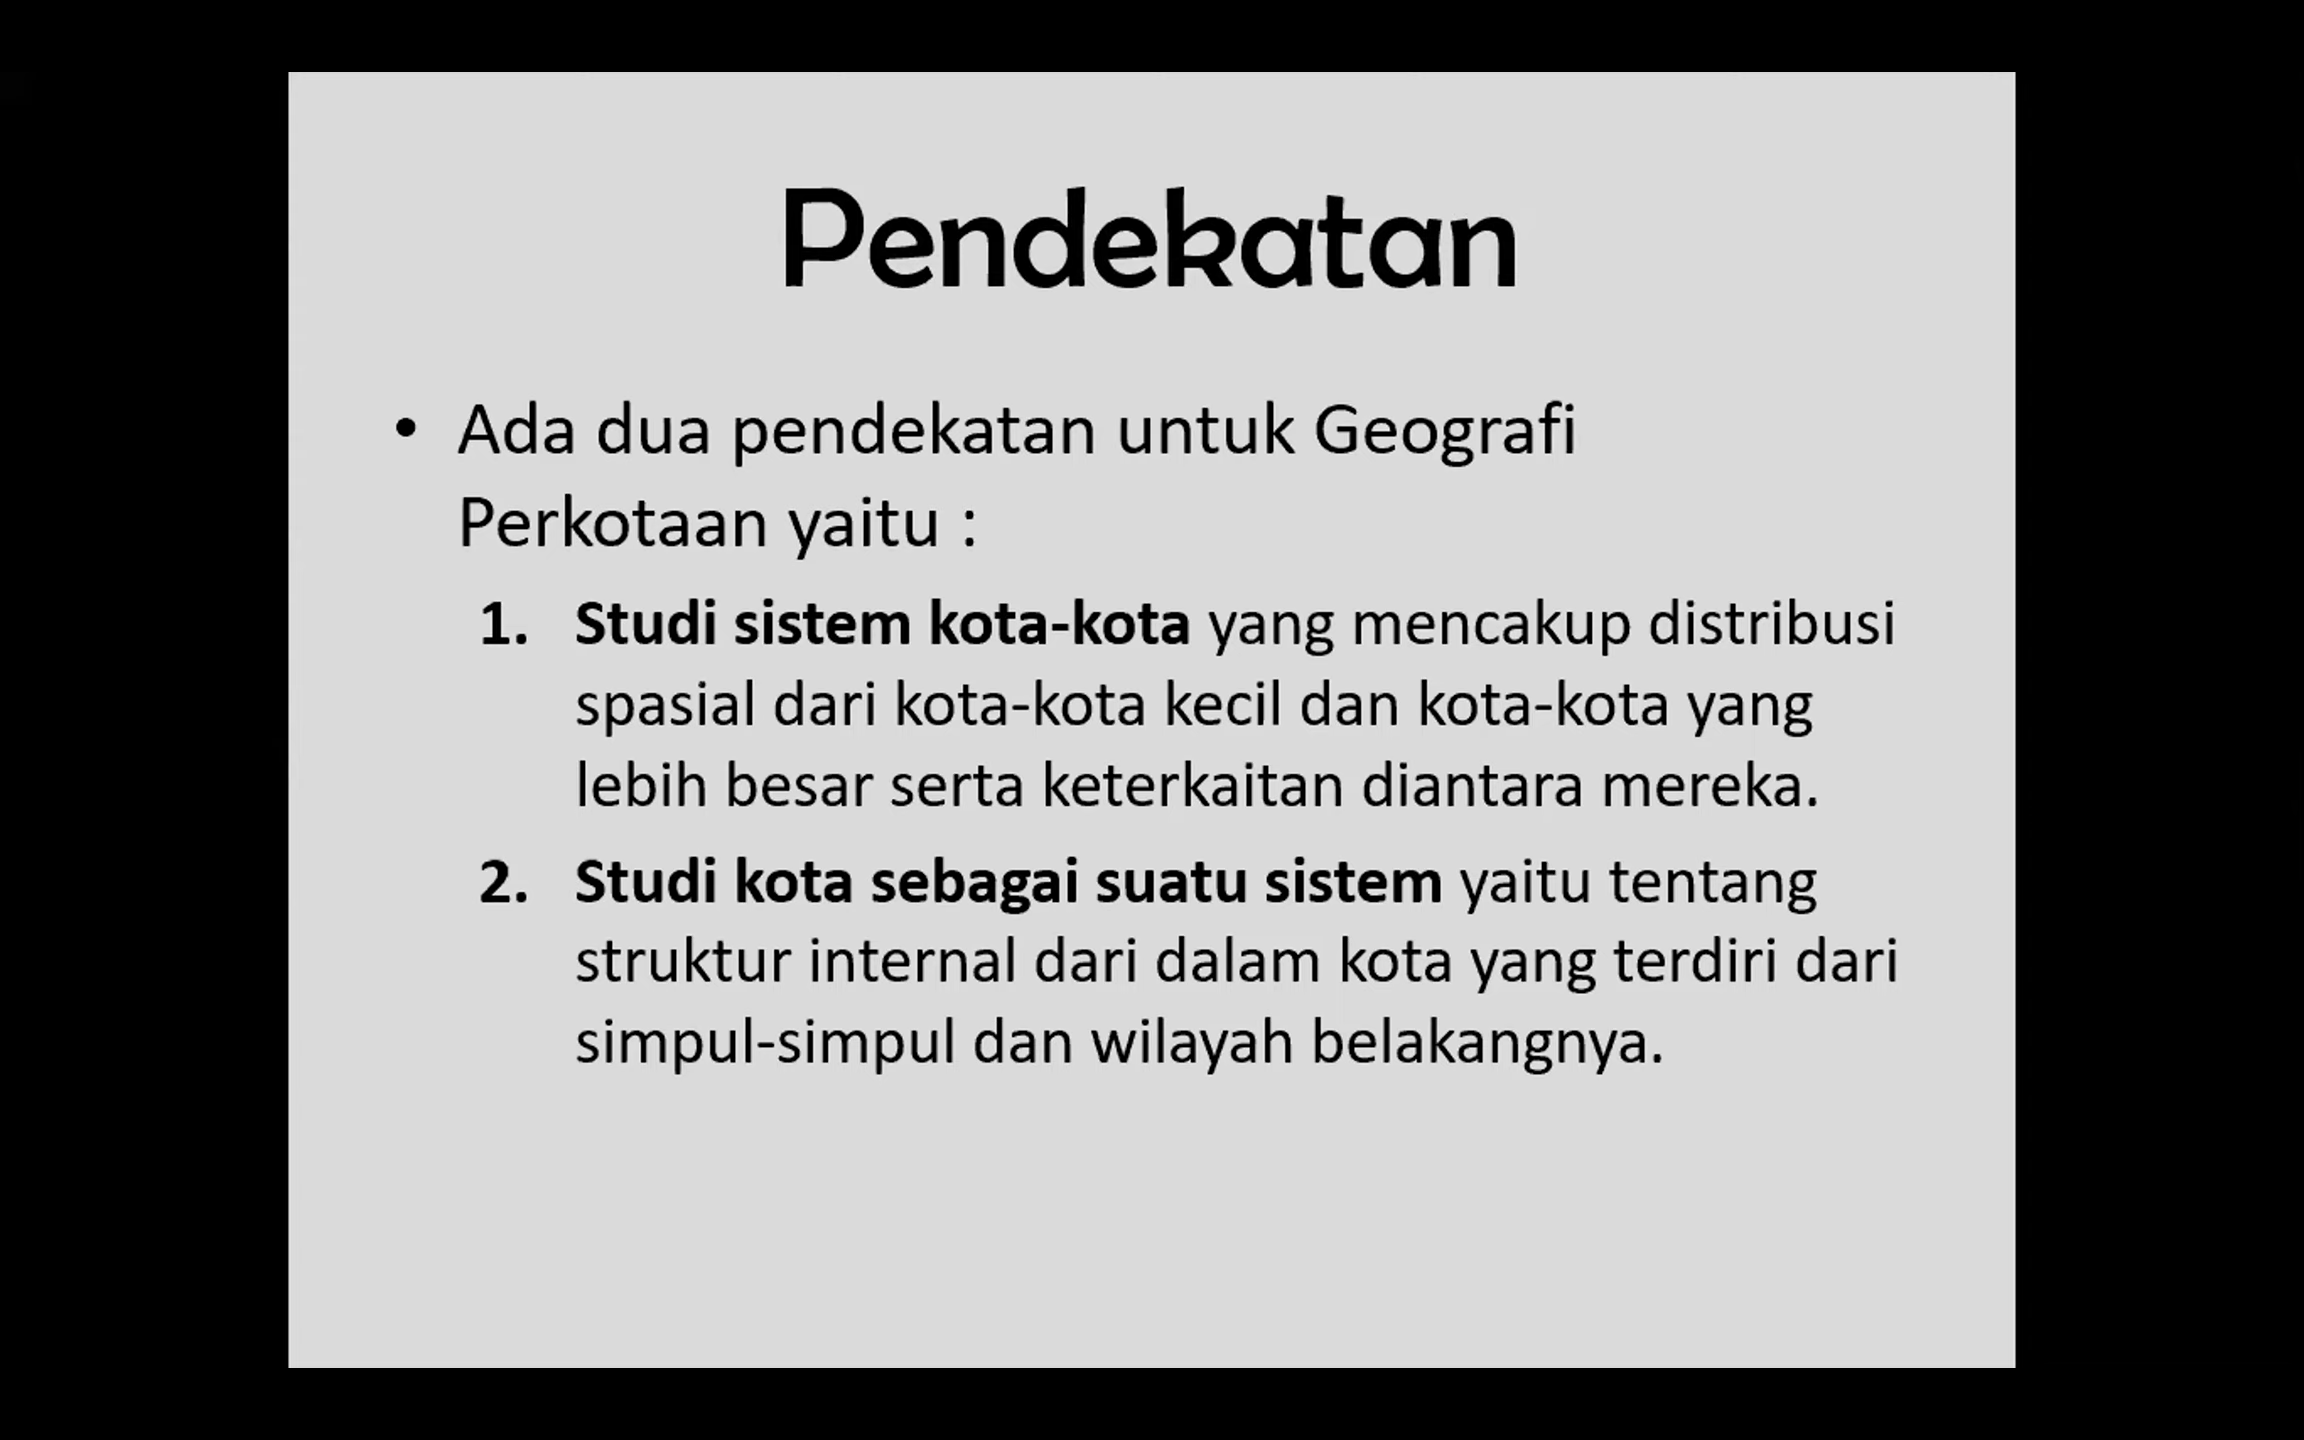 Pendekatan
• Ada dua pendekatan untuk Geografi
Perkotaan yaitu :
1. Studi sistem kota-kota yang mencakup distribusi
spasial dari kota-kota kecil dan kota-kota yang
lebih besar serta keterkaitan diantara mereka.
2. Studi kota sebagai suatu sistem yaitu tentang
struktur internal dari dalam kota yang terdiri dari
simpul-simpul dan wilayah belakangnya.